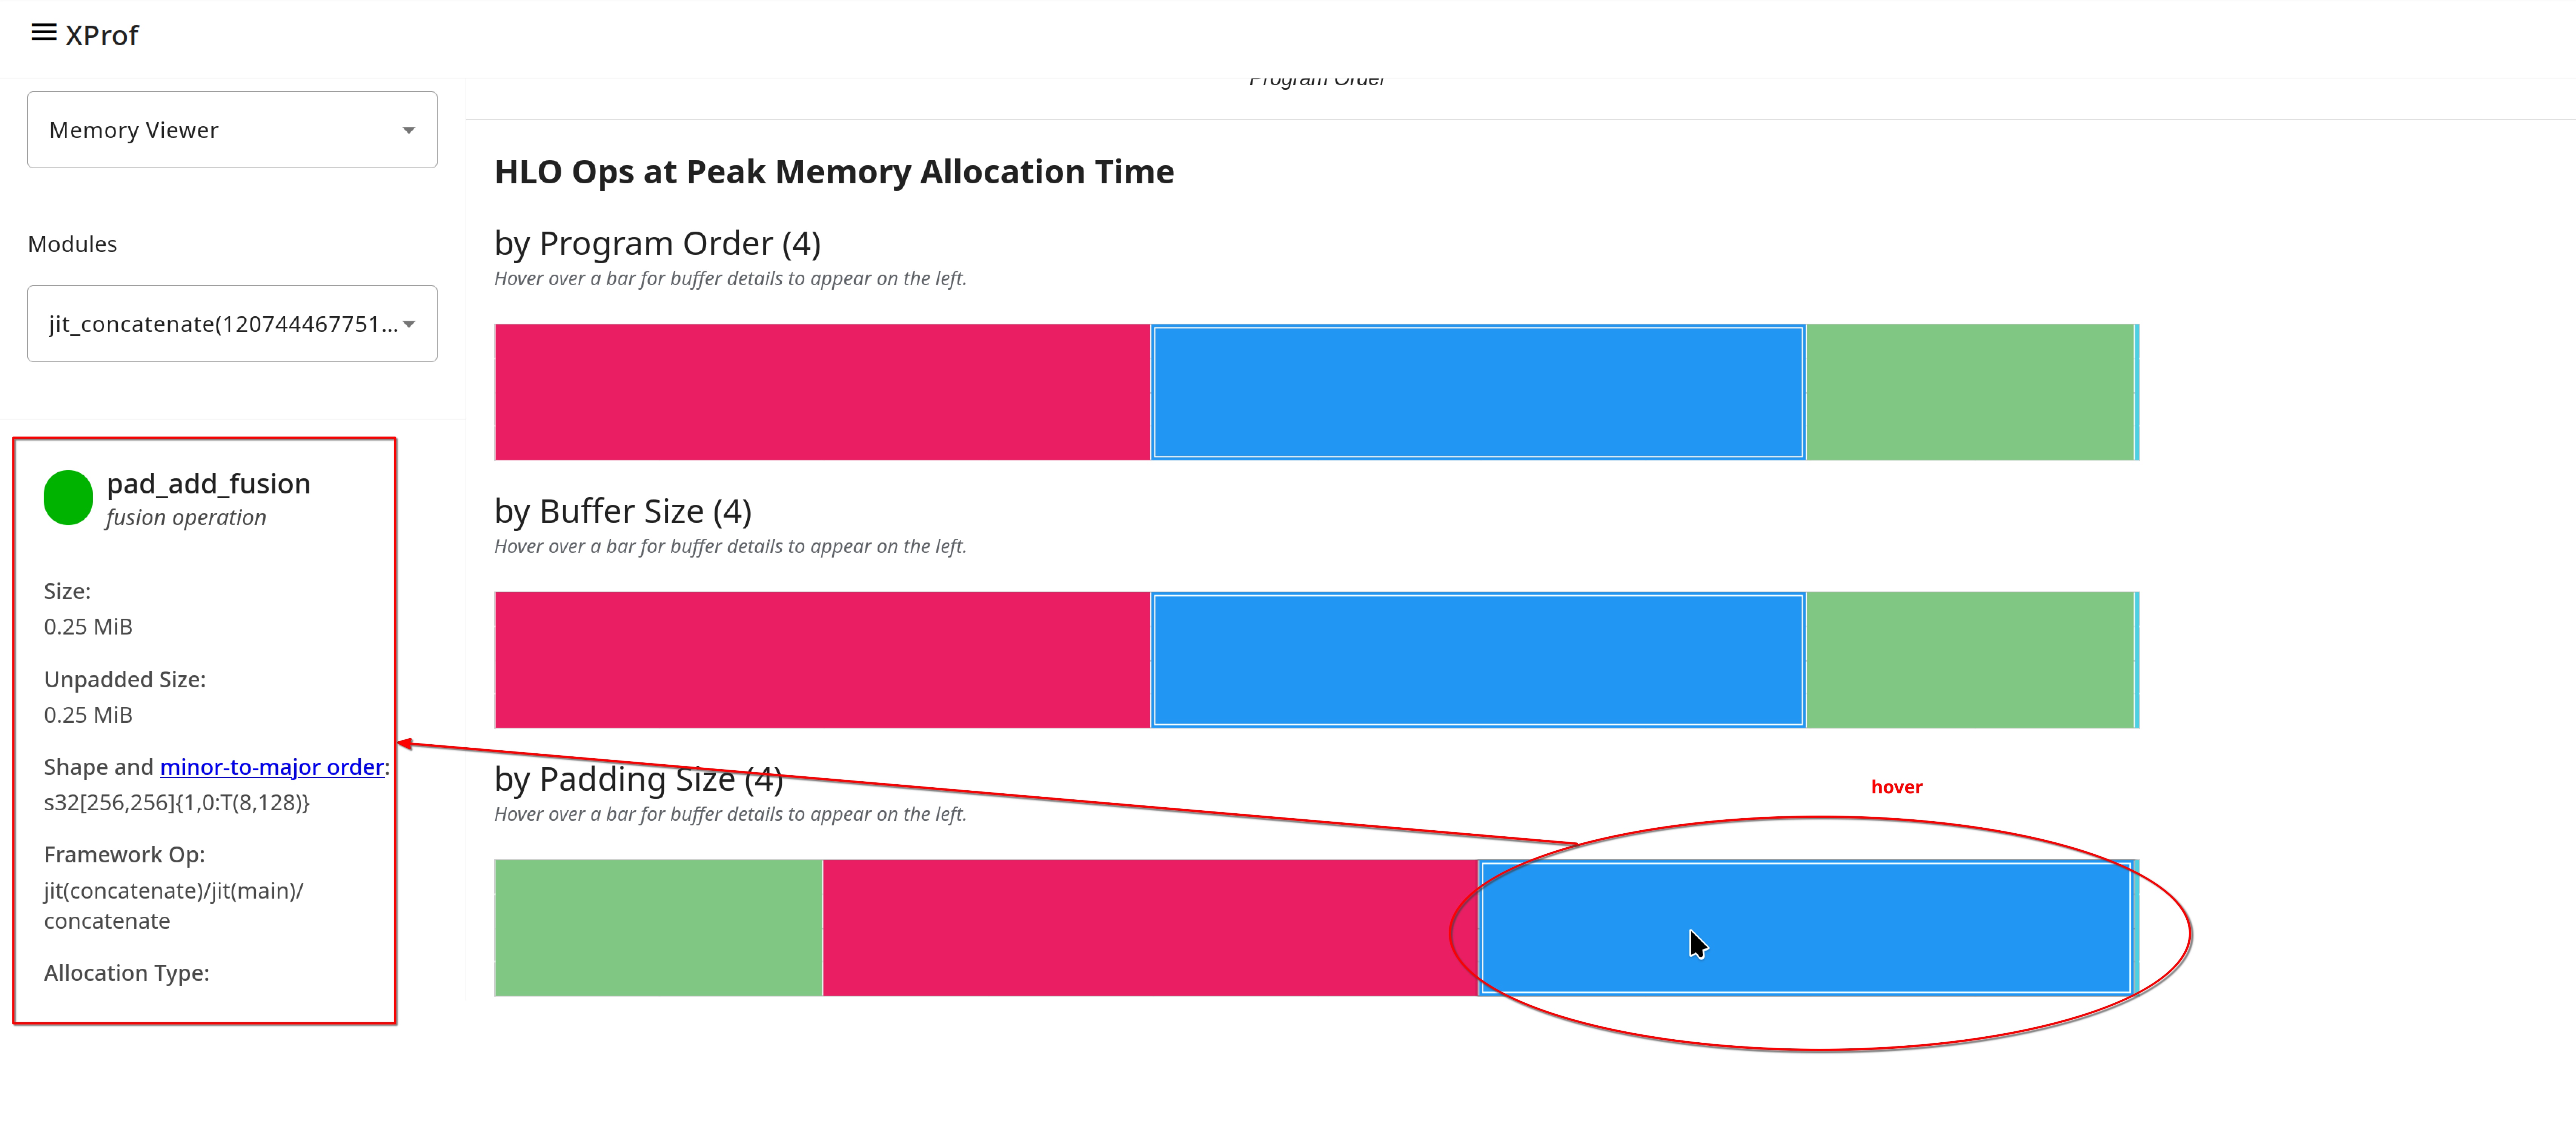 XProf
Program Order
Memory Viewer
Modules
jit_concatenate(120744467751...
pad_add_fusion
fusion operation
Size:
0.25 MiB
Unpadded Size:
0.25 MiB
Shape and minor-to-major order:
s32[256,256]{1,0:T(8,128)}
Framework Op:
jit(concatenate)/jit(main)/
concatenate
Allocation Type:
HLO Ops at Peak Memory Allocation Time
by Program Order (4)
Hover over a bar for buffer details to appear on the left.
by Buffer Size (4)
Hover over a bar for buffer details to appear on the left.
by Padding Size (4)
Hover over a bar for buffer details to appear on the left.
hover